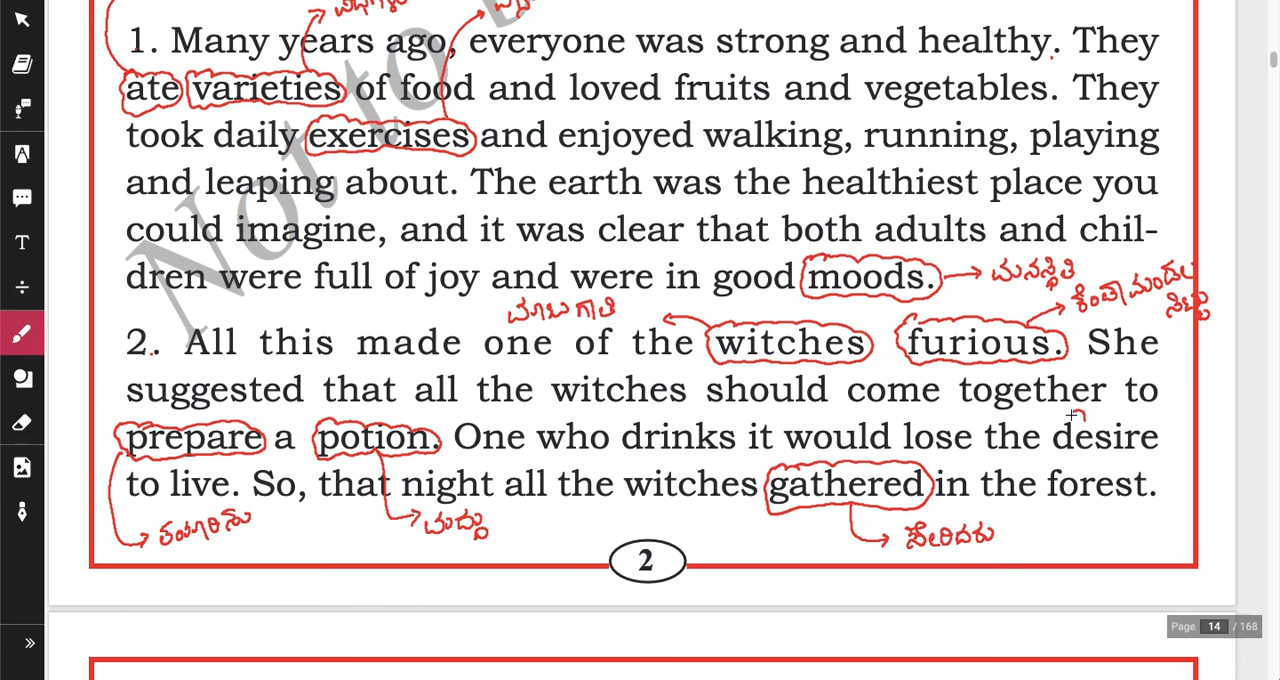 1. Many years ago, everyone was strong and healthy. They
ate varieties of food and loved fruits and vegetables. They
took daily exercises and enjoyed walking, running, playing
and leaping about. The earth was the healthiest place you
could imagine, and it was clear that both adults and chil-
dren were full of joy and were in good moods. ಮನಸ್ಥಿತಿ
ಕೆಂಡಾಮಂಡಲ
ಮಾಟಗಾತಿ
ಸಿಟ್ಟು
2. All this made one of the witches furious. She
suggested that all the witches should come together to
prepare a potion. One who drinks it would lose the desire
to live. So, that night all the witches gathered in the forest.
ತಯಾರಿಸು ಮದ್ದು ಸೇರಿದರು
2
Not to be
Page 14 / 168